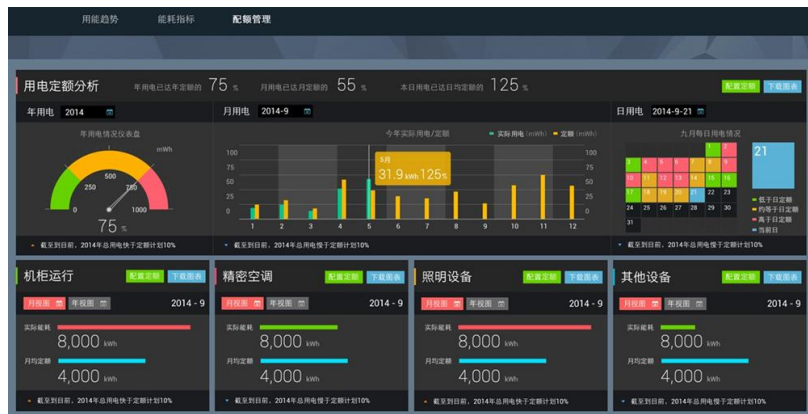 用能趋势 能耗指标 配额管理
用电定额分析 年用电已达年定额的 75 % 月用电已达月定额的 55 % 本日用电已达日均定额的 125 % 配置定额 下载图表
年用电 2014 月用电 2014-9 日用电 2014-9-21
年用电情况仪表盘
mWh
0 250 500 750 1000
75 %
今年实际用电/定额 实际用电 (mWh) 定额 (mWh)
100 100
75 75
50 50
25 25
0 0
5月
31.9 kwh 125%
1 2 3 4 5 6 7 8 9 10 11 12
九月每日用电情况
1 2
3 4 5 6 7 8 9
10 11 12 13 14 15 16
17 18 19 20 21 22 23
24 25 26 27 28 29 30
31
21
低于日定额
约等于日定额
高于日定额
当前日
截至到目前，2014年总用电快于定额计划10%
截至到目前，2014年总用电慢于定额计划10%
截至到目前，2014年总用电慢于定额计划10%
机柜运行 配置定额 下载图表
月视图 年视图 2014 - 9
实际能耗
8,000 kWh
月均定额
4,000 kWh
截至到目前，2014年总用电快于定额计划10%
精密空调 配置定额 下载图表
月视图 年视图 2014 - 9
实际能耗
8,000 kWh
月均定额
4,000 kWh
截至到目前，2014年总用电慢于定额计划10%
照明设备 配置定额 下载图表
月视图 年视图 2014 - 9
实际能耗
8,000 kWh
月均定额
4,000 kWh
截至到目前，2014年总用电快于定额计划10%
其他设备 配置定额 下载图表
月视图 年视图 2014 - 9
实际能耗
8,000 kWh
月均定额
4,000 kWh
截至到目前，2014年总用电慢于定额计划10%